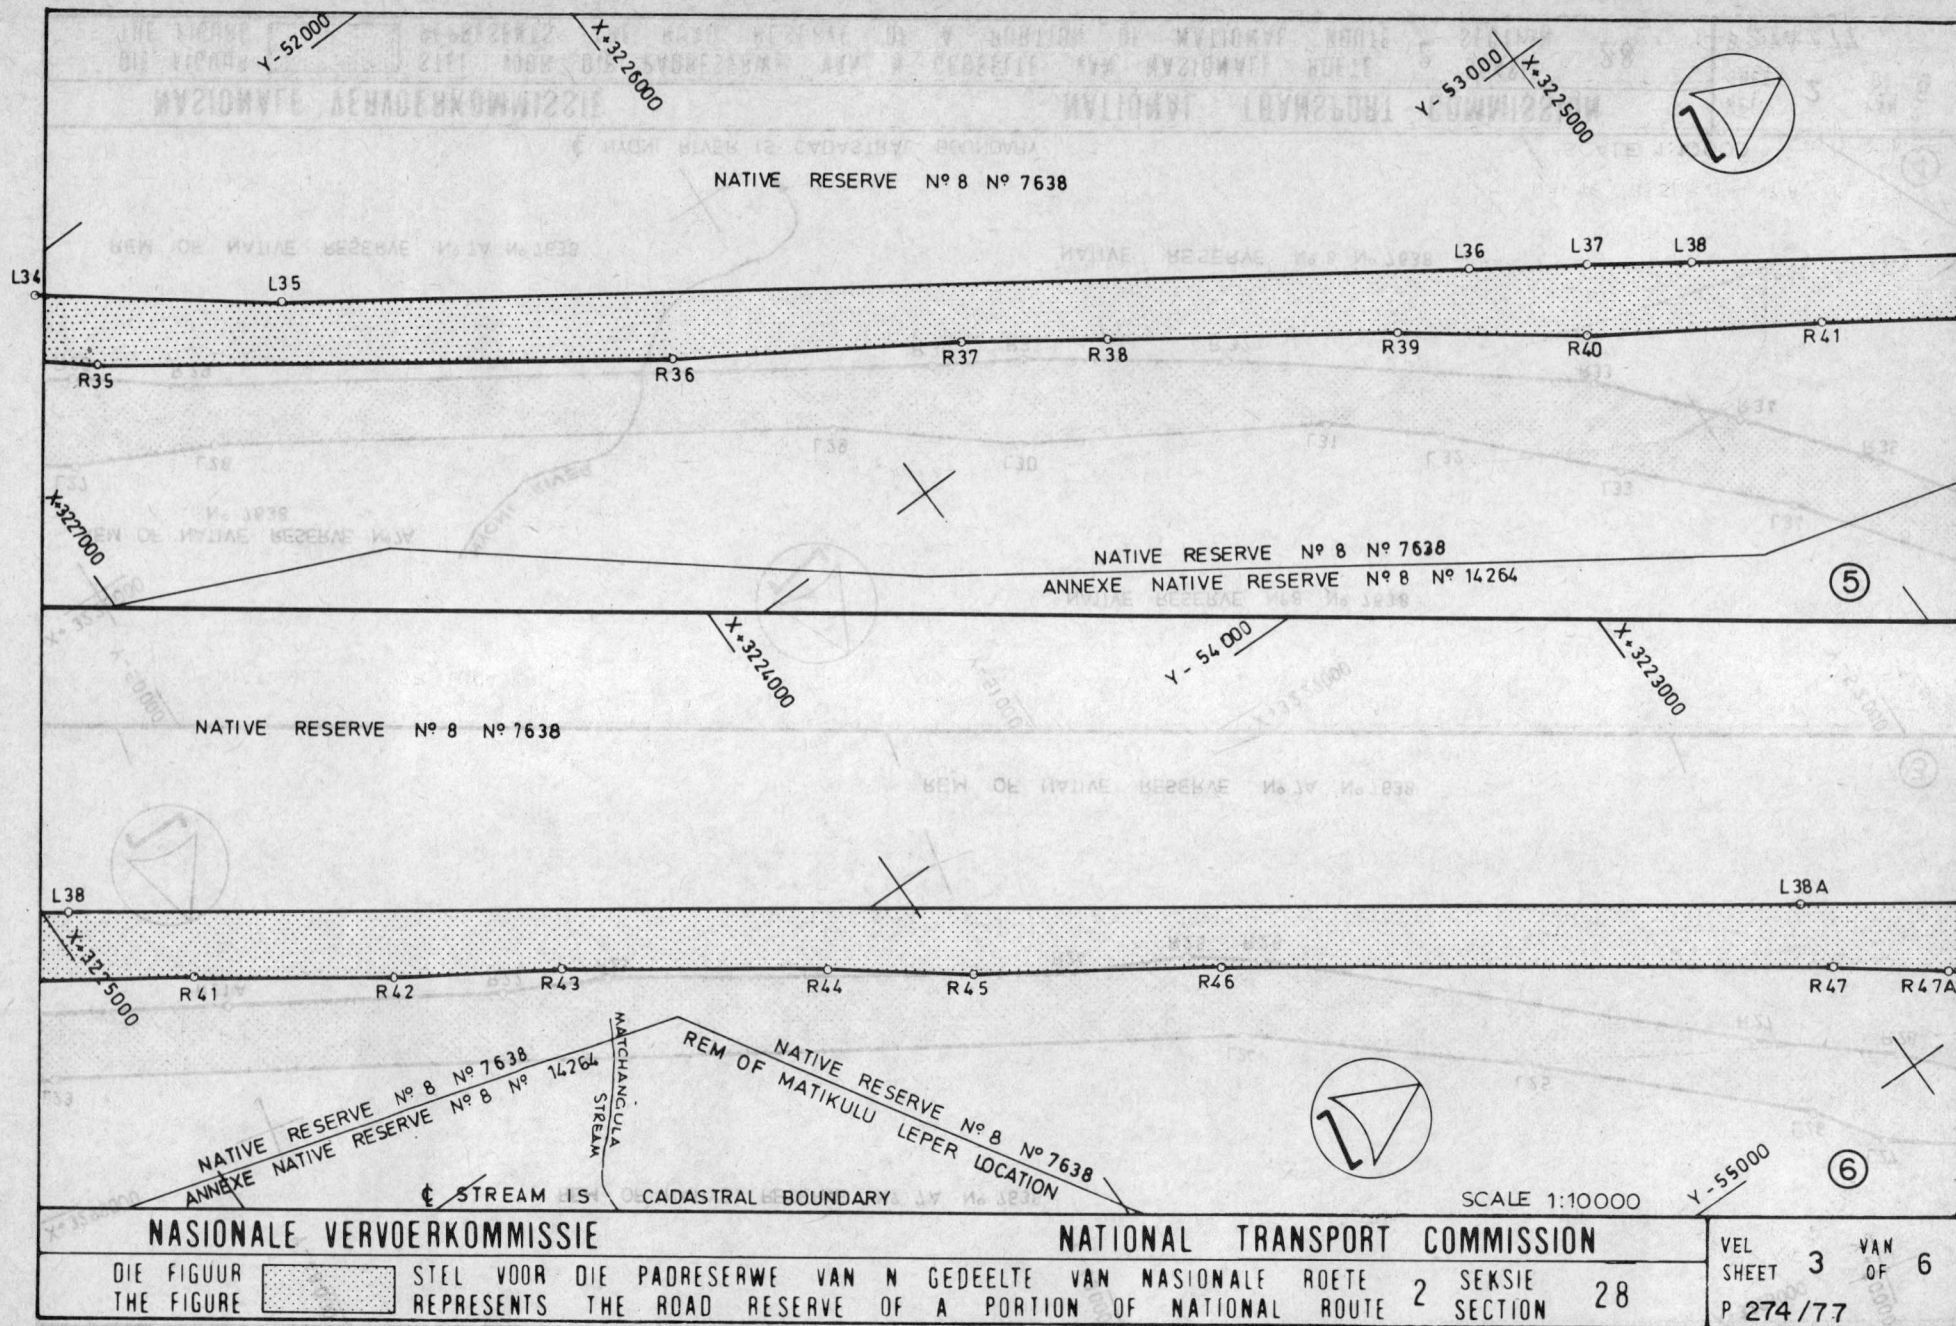 Y-52000
X+3226000
Y-53000
X+3225000
NATIVE RESERVE Nº 8 Nº 7638
L34
L35
L36
L37
L38
R35
R36
R37
R38
R39
R40
R41
X+3227000
NATIVE RESERVE Nº 8 Nº 7638
ANNEXE NATIVE RESERVE Nº 8 Nº 14264
5
X+3224000
Y-54000
X+3223000
NATIVE RESERVE Nº 8 Nº 7638
L38
L38A
X+3225000
R41
R42
R43
R44
R45
R46
R47
R47A
NATIVE RESERVE Nº 8 Nº 7638
ANNEXE NATIVE RESERVE Nº 8 Nº 14264
MATCHANGULA
STREAM
NATIVE RESERVE Nº 8 Nº 7638
REM OF MATIKULU LEPER LOCATION
℄ STREAM IS CADASTRAL BOUNDARY
SCALE 1:10000
Y-55000
6
NASIONALE VERVOERKOMMISSIE
NATIONAL TRANSPORT COMMISSION
DIE FIGUUR STEL VOOR DIE PADRESERWE VAN N GEDEELTE VAN NASIONALE ROETE 2 SEKSIE 28
THE FIGURE REPRESENTS THE ROAD RESERVE OF A PORTION OF NATIONAL ROUTE SECTION
VEL 3 VAN 6
SHEET OF
P 274/77